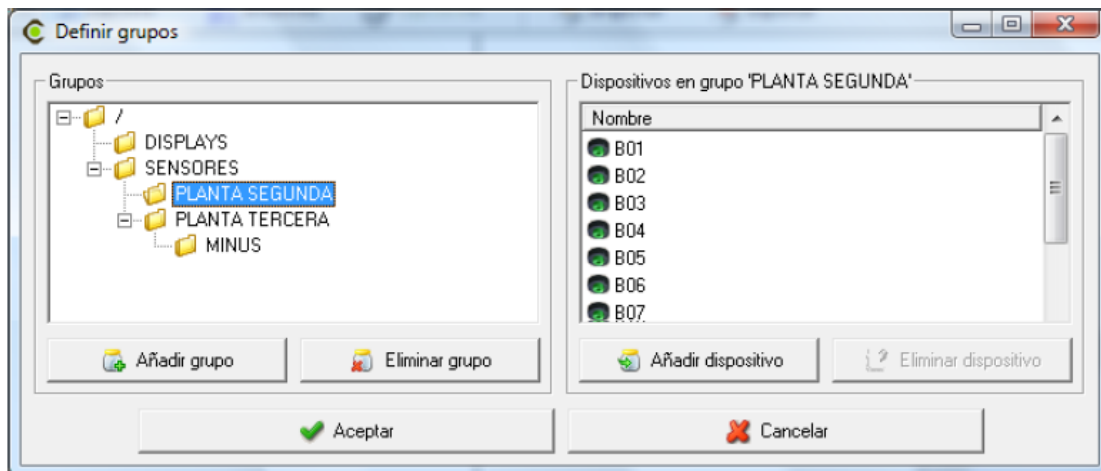 Definir grupos
Grupos
/
DISPLAYS
SENSORES
PLANTA SEGUNDA
PLANTA TERCERA
MINUS
Añadir grupo
Eliminar grupo
Dispositivos en grupo 'PLANTA SEGUNDA'
Nombre
B01
B02
B03
B04
B05
B06
B07
Añadir dispositivo
Eliminar dispositivo
Aceptar
Cancelar